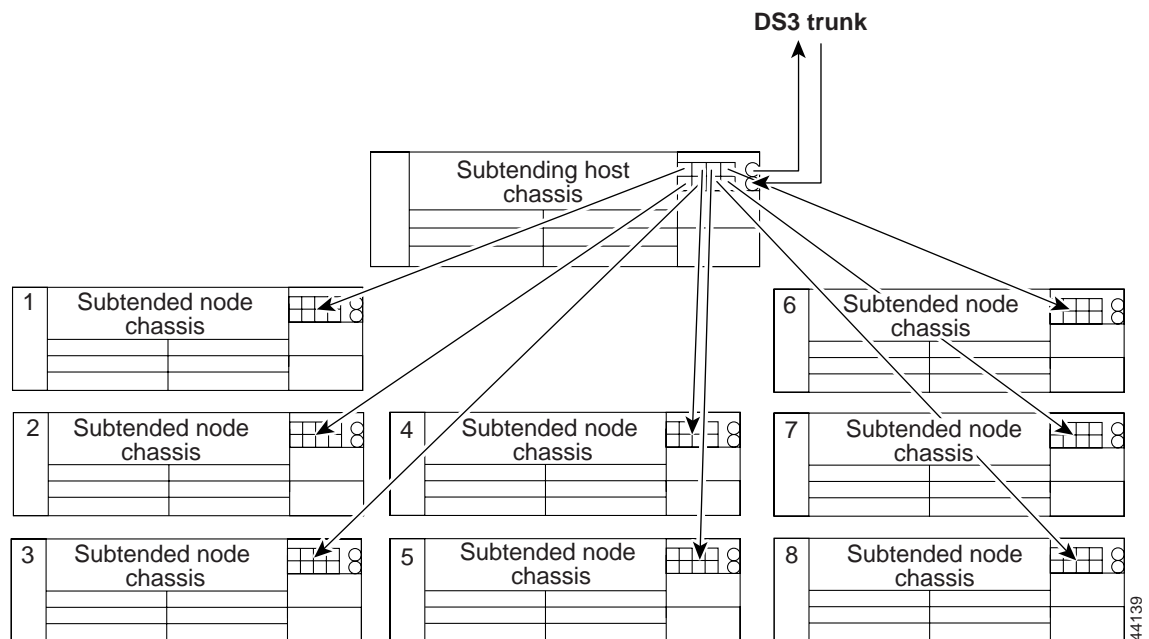 DS3 trunk
Subtending host
chassis
1
Subtended node
chassis
6
Subtended node
chassis
2
Subtended node
chassis
4
Subtended node
chassis
7
Subtended node
chassis
3
Subtended node
chassis
5
Subtended node
chassis
8
Subtended node
chassis
44139